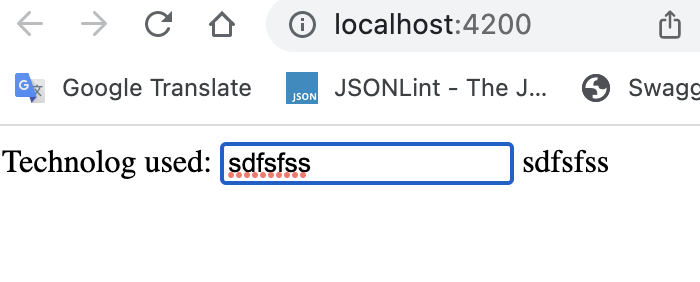 localhost:4200
Google Translate JSON JSONLint - The J... Swagg
Technolog used: sdfsfss sdfsfss